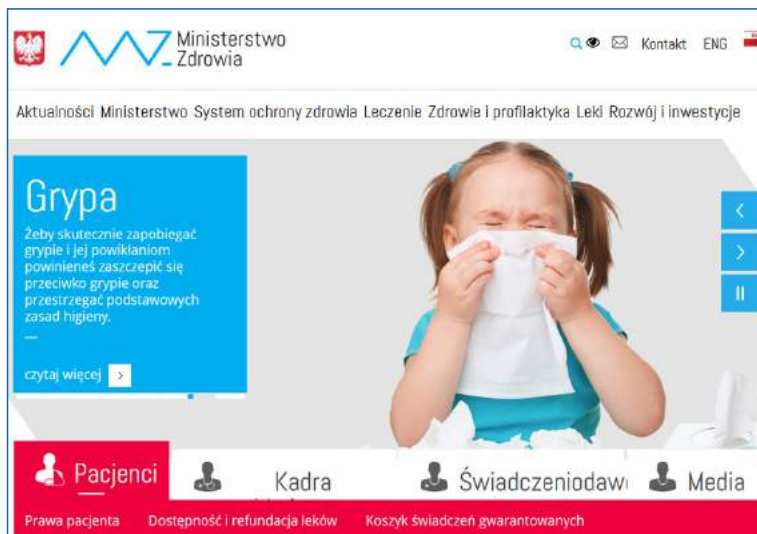 Ministerstwo
Zdrowia
Kontakt ENG
Aktualności Ministerstwo System ochrony zdrowia Leczenie Zdrowie i profilaktyka Leki Rozwój i inwestycje
Grypa
Żeby skutecznie zapobiegać
grypie i jej powikłaniom
powinieneś zaszczepić się
przeciwko grypie oraz
przestrzegać podstawowych
zasad higieny.
czytaj więcej
Pacjenci
Kadra
Świadczeniodaw
Media
Prawa pacjenta Dostępność i refundacja leków Koszyk świadczeń gwarantowanych